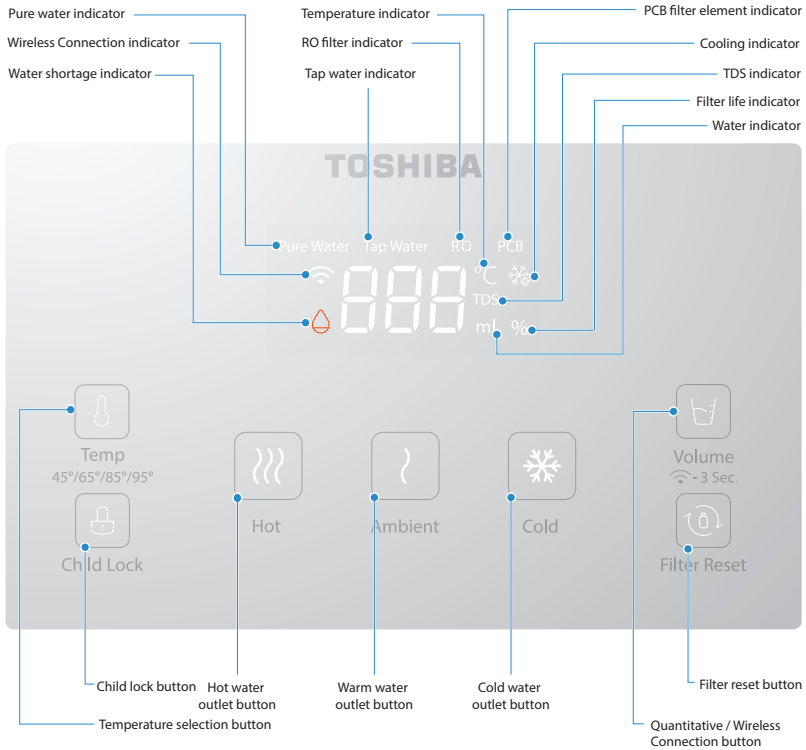 Pure water indicator
Temperature indicator
PCB filter element indicator
Wireless Connection indicator
RO filter indicator
Cooling indicator
Water shortage indicator
Tap water indicator
TDS indicator
Filter life indicator
Water indicator
TOSHIBA
Pure Water Tap Water RO PCB
888 °C
TDS
ml %
Temp
45°/65°/85°/95°
Volume
- 3 Sec.
Hot
Ambient
Cold
Child Lock
Filter Reset
Child lock button
Hot water
outlet button
Warm water
outlet button
Cold water
outlet button
Filter reset button
Temperature selection button
Quantitative / Wireless
Connection button